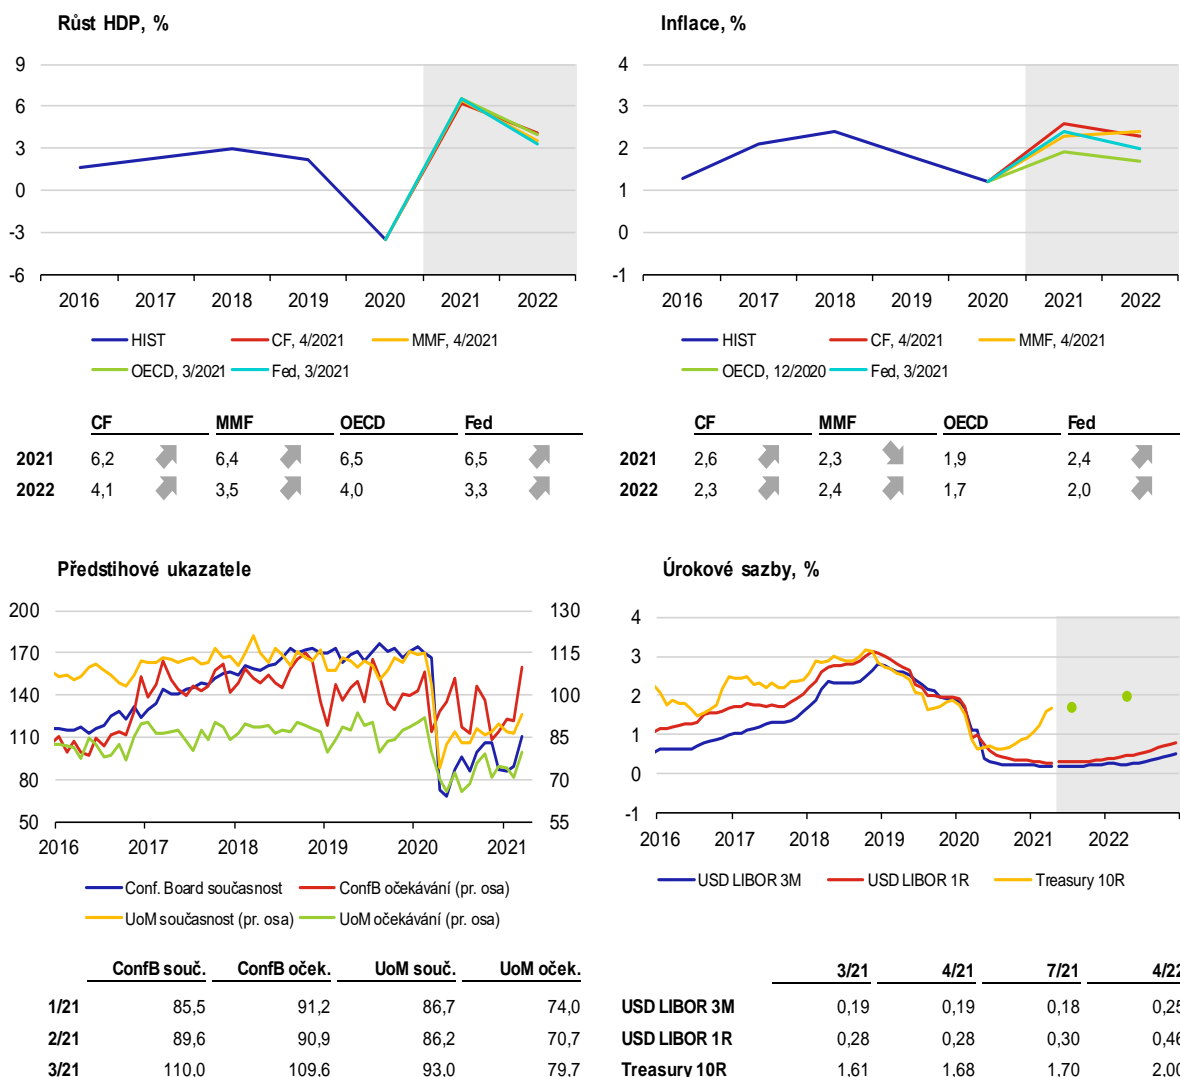 Růst HDP, %
9
6
3
0
-3
-6
2016 2017 2018 2019 2020 2021 2022
HIST CF, 4/2021 MMF, 4/2021
OECD, 3/2021 Fed, 3/2021
CF MMF OECD Fed
2021 6,2 6,4 6,5 6,5
2022 4,1 3,5 4,0 3,3
Inflace, %
4
3
2
1
0
-1
2016 2017 2018 2019 2020 2021 2022
HIST CF, 4/2021 MMF, 4/2021
OECD, 12/2020 Fed, 3/2021
CF MMF OECD Fed
2021 2,6 2,3 1,9 2,4
2022 2,3 2,4 1,7 2,0
Předstihové ukazatele
200 130
170 115
140 100
110 85
80 70
50 55
2016 2017 2018 2019 2020 2021
Conf. Board současnost ConfB očekávání (pr. osa)
UoM současnost (pr. osa) UoM očekávání (pr. osa)
ConfB souč. ConfB oček. UoM souč. UoM oček.
1/21 85,5 91,2 86,7 74,0
2/21 89,6 90,9 86,2 70,7
3/21 110,0 109,6 93,0 79,7
Úrokové sazby, %
4
3
2
1
0
-1
2016 2017 2018 2019 2020 2021 2022
USD LIBOR 3M USD LIBOR 1R Treasury 10R
3/21 4/21 7/21 4/22
USD LIBOR 3M 0,19 0,19 0,18 0,25
USD LIBOR 1R 0,28 0,28 0,30 0,46
Treasury 10R 1,61 1,68 1,70 2,00